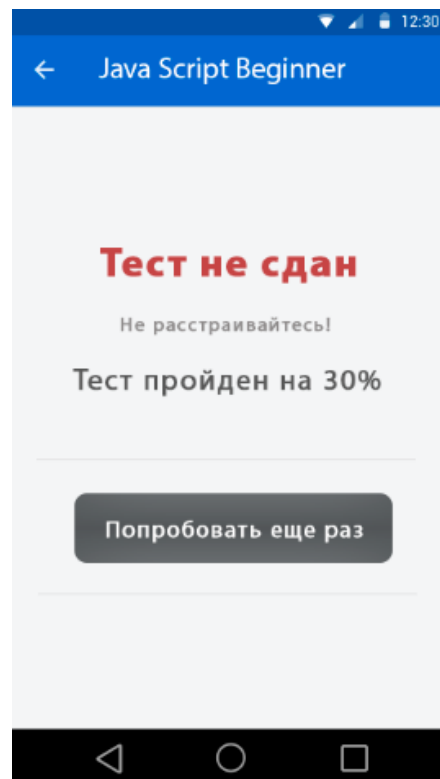 12:30
Java Script Beginner
Тест не сдан
Не расстраивайтесь!
Тест пройден на 30%
Попробовать еще раз